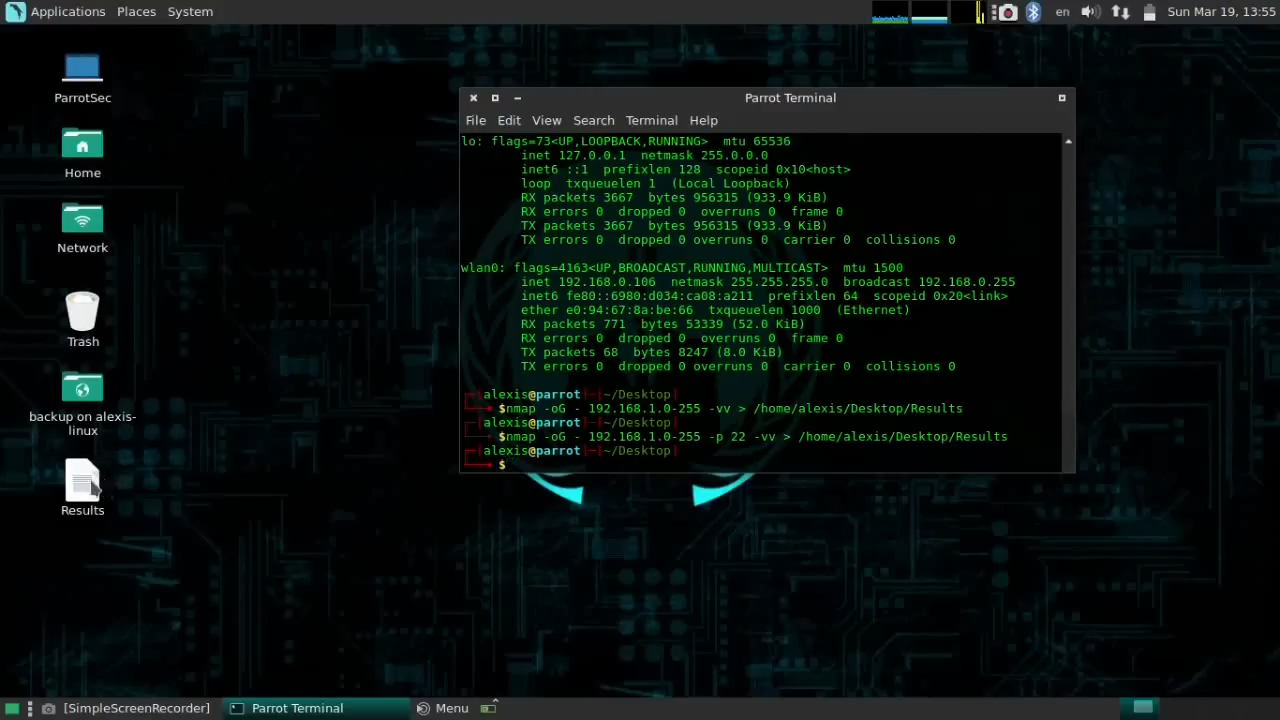 Applications Places System
en Sun Mar 19, 13:55
ParrotSec
Home
Network
Trash
backup on alexis-
linux
Results
Parrot Terminal
File Edit View Search Terminal Help
lo: flags=73<UP,LOOPBACK,RUNNING>  mtu 65536
        inet 127.0.0.1  netmask 255.0.0.0
        inet6 ::1  prefixlen 128  scopeid 0x10<host>
        loop  txqueuelen 1  (Local Loopback)
        RX packets 3667  bytes 956315 (933.9 KiB)
        RX errors 0  dropped 0  overruns 0  frame 0
        TX packets 3667  bytes 956315 (933.9 KiB)
        TX errors 0  dropped 0 overruns 0  carrier 0  collisions 0
wlan0: flags=4163<UP,BROADCAST,RUNNING,MULTICAST>  mtu 1500
        inet 192.168.0.106  netmask 255.255.255.0  broadcast 192.168.0.255
        inet6 fe80::6980:d034:ca08:a211  prefixlen 64  scopeid 0x20<link>
        ether e0:94:67:8a:be:66  txqueuelen 1000  (Ethernet)
        RX packets 771  bytes 53339 (52.0 KiB)
        RX errors 0  dropped 0  overruns 0  frame 0
        TX packets 68  bytes 8247 (8.0 KiB)
        TX errors 0  dropped 0 overruns 0  carrier 0  collisions 0
┌─[alexis@parrot]─[~/Desktop]
└──╼ $nmap -oG - 192.168.1.0-255 -vv > /home/alexis/Desktop/Results
┌─[alexis@parrot]─[~/Desktop]
└──╼ $nmap -oG - 192.168.1.0-255 -p 22 -vv > /home/alexis/Desktop/Results
┌─[alexis@parrot]─[~/Desktop]
└──╼ $
[SimpleScreenRecorder] Parrot Terminal Menu